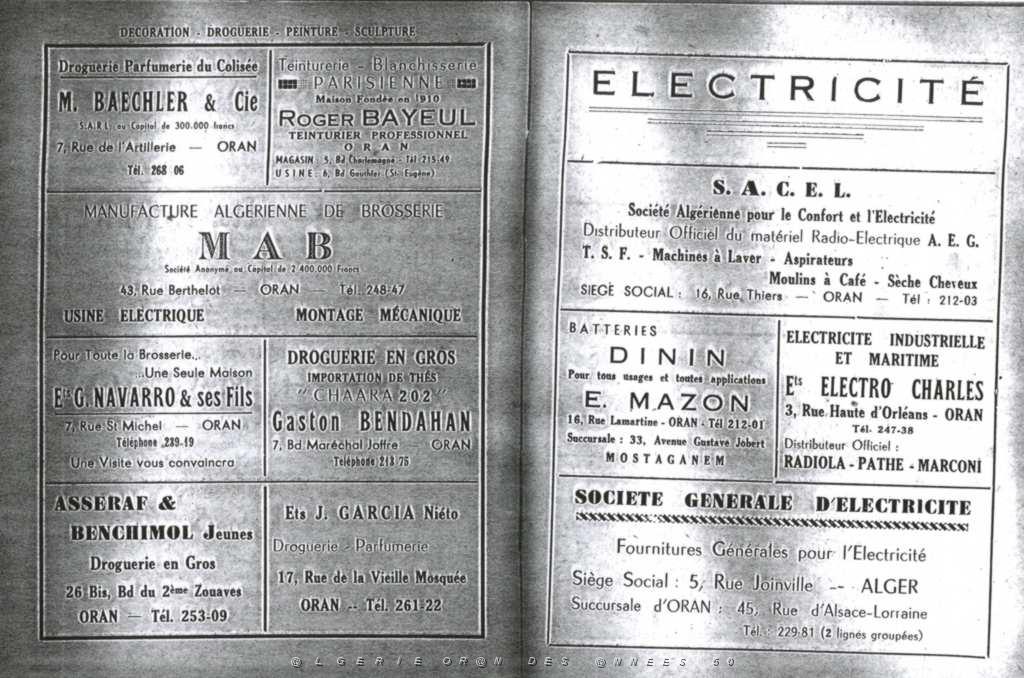 DECORATION - DROGUERIE - PEINTURE - SCULPTURE
Droguerie Parfumerie du Colisée
M. BAECHLER & Cie
S.A.R.L. au Capital de 300.000 francs
7, Rue de l'Artillerie — ORAN
Tél. 268 06
Teinturerie - Blanchisserie
PARISIENNE
Maison Fondée en 1910
ROGER BAYEUL
TEINTURIER PROFESSIONNEL
ORAN
MAGASIN : 5, Bd Charlemagne - Tél 215-49
USINE : 6, Bd Gauthier (St. Eugène)
MANUFACTURE ALGERIENNE DE BROSSERIE
MAB
Société Anonyme au Capital de 2 400.000 Francs
43, Rue Berthelot — ORAN — Tél. 248-47
USINE ELECTRIQUE MONTAGE MÉCANIQUE
Pour Toute la Brosserie...
...Une Seule Maison
Ets G. NAVARRO & ses Fils
7, Rue St Michel — ORAN
Téléphone 239-19
Une Visite vous convaincra
DROGUERIE EN GROS
IMPORTATION DE THÉS
"CHAARA 202"
Gaston BENDAHAN
7, Bd Maréchal Joffre — ORAN
Téléphone 213 75
ASSERAF &
BENCHIMOL Jeunes
Droguerie en Gros
26 Bis, Bd du 2ème Zouaves
ORAN — Tél. 253-09
Ets J. GARCIA Niéto
Droguerie - Parfumerie
17, Rue de la Vieille Mosquée
ORAN -- Tél. 261-22
ELECTRICITÉ
S. A. C. E. L.
Société Algérienne pour le Confort et l'Electricité
Distributeur Officiel du matériel Radio-Electrique A. E. G.
T. S. F. - Machines à Laver - Aspirateurs
Moulins à Café - Sèche Cheveux
SIEGE SOCIAL : 16, Rue Thiers — ORAN — Tél : 212-03
BATTERIES
DININ
Pour tous usages et toutes applications
E. MAZON
16, Rue Lamartine - ORAN - Tél 212-01
Succursale : 33, Avenue Gustave Jobert
MOSTAGANEM
ELECTRICITE INDUSTRIELLE
ET MARITIME
Ets ELECTRO CHARLES
3, Rue Haute d'Orléans - ORAN
Tél. 247-38
Distributeur Officiel :
RADIOLA - PATHE - MARCONI
SOCIETE GENERALE D'ELECTRICITE
Fournitures Générales pour l'Electricité
Siège Social : 5, Rue Joinville -- ALGER
Succursale d'ORAN : 45, Rue d'Alsace-Lorraine
Tél. : 229-81 (2 lignes groupées)
@LGERIE OR@N DES @NNEES 50